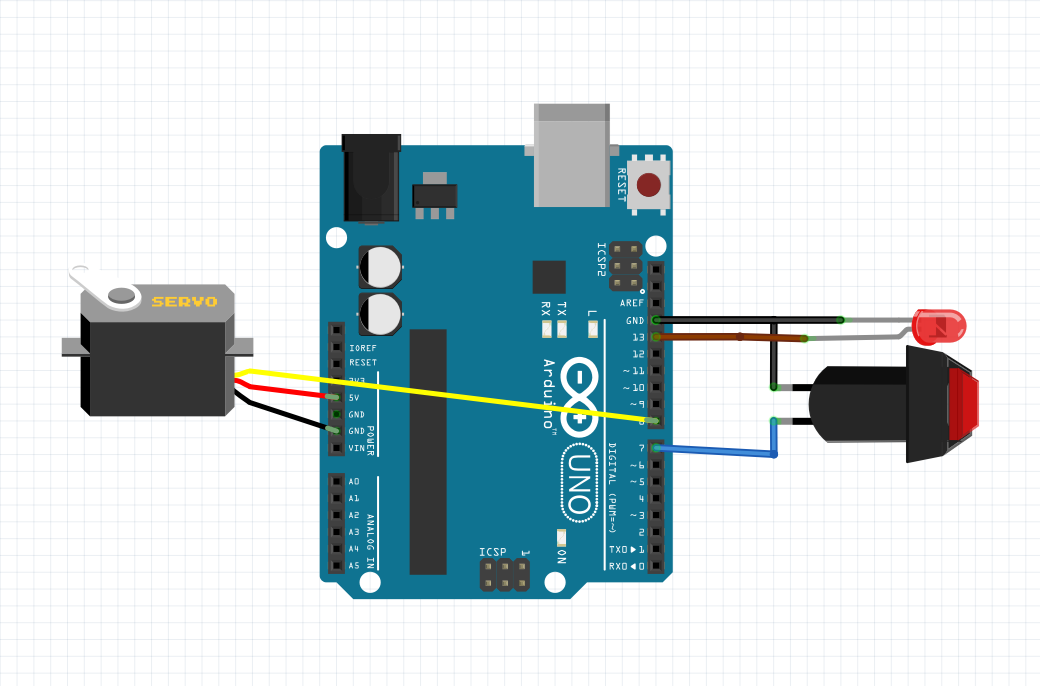 SERVO
RESET
ICSP2
AREF
GND
13
12
~11
~10
~9
8
7
~6
~5
4
~3
2
TX0▶1
RX0◀0
RX
TX
L
Arduino™
UNO
DIGITAL (PWM=~)
ON
ICSP
1
IOREF
RESET
3V3
5V
GND
GND
VIN
POWER
A0
A1
A2
A3
A4
A5
ANALOG IN